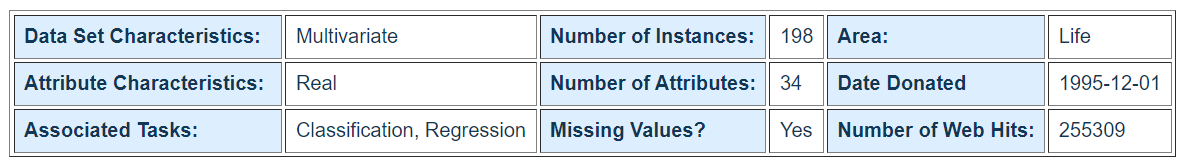 Data Set Characteristics: Multivariate Number of Instances: 198 Area: Life
Attribute Characteristics: Real Number of Attributes: 34 Date Donated 1995-12-01
Associated Tasks: Classification, Regression Missing Values? Yes Number of Web Hits: 255309